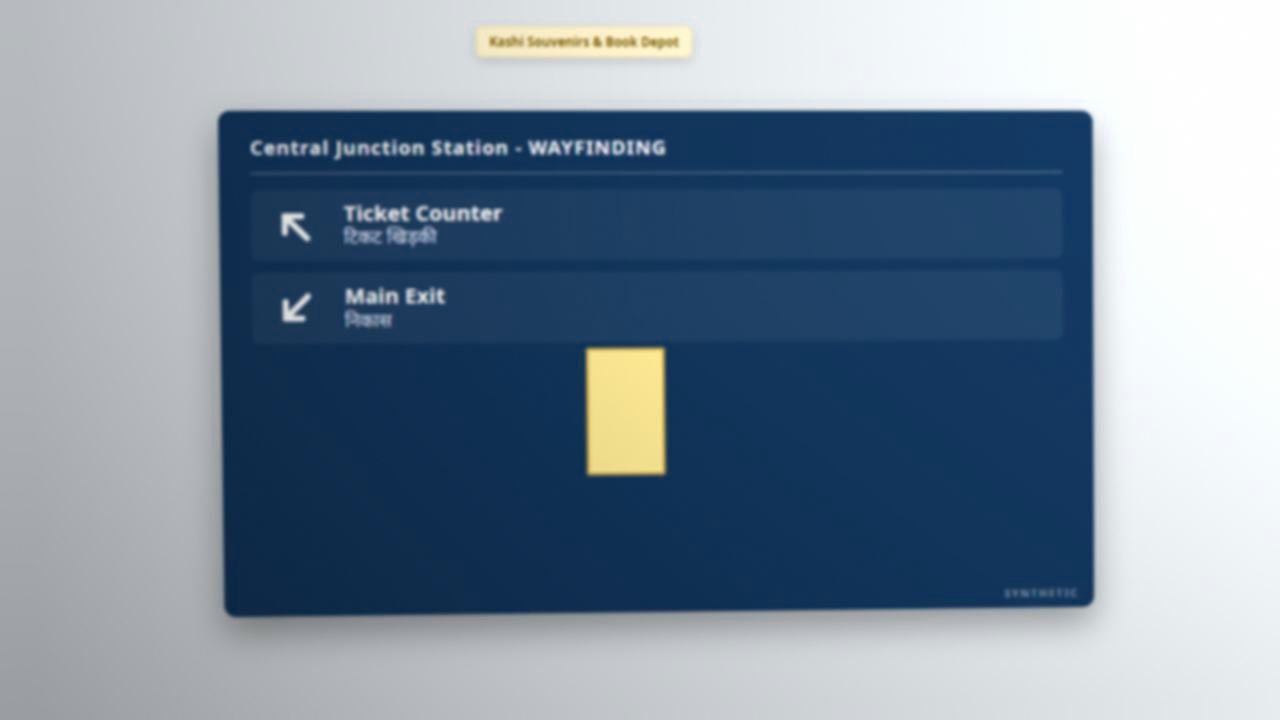 Kashi Souvenirs & Book Depot
Central Junction Station - WAYFINDING
Ticket Counter
टिकट खिड़की
Main Exit
निकास
SYNTHETIC